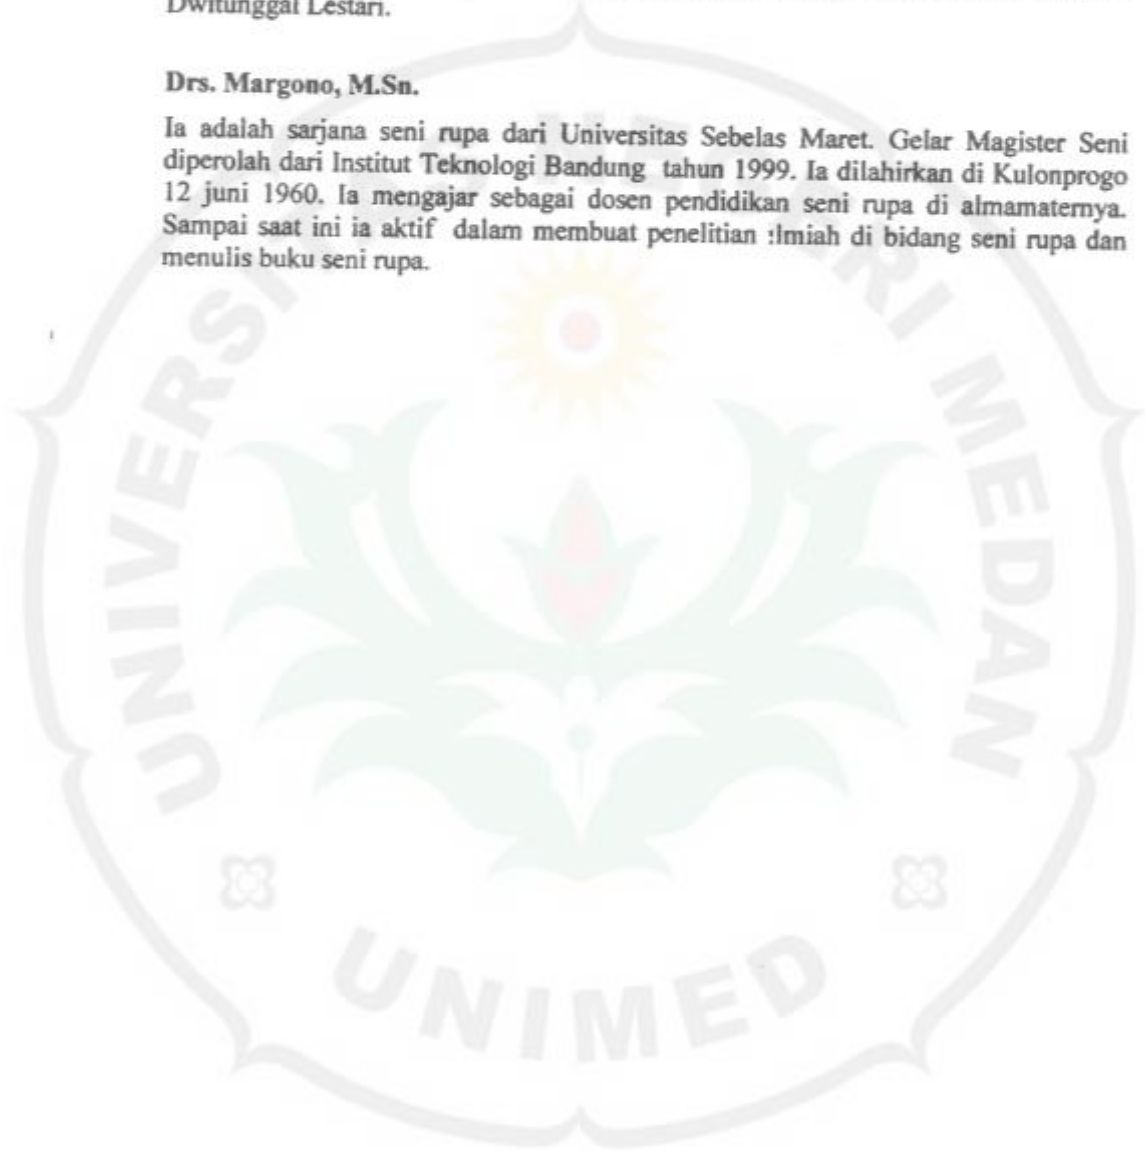 Dwitunggal Lestari.
Drs. Margono, M.Sn.
Ia adalah sarjana seni rupa dari Universitas Sebelas Maret. Gelar Magister Seni
diperolah dari Institut Teknologi Bandung tahun 1999. Ia dilahirkan di Kulonprogo
12 juni 1960. Ia mengajar sebagai dosen pendidikan seni rupa di almamaternya.
Sampai saat ini ia aktif dalam membuat penelitian :lmiah di bidang seni rupa dan
menulis buku seni rupa.
UNIVERSITAS NEGERI MEDAN
UNIMED